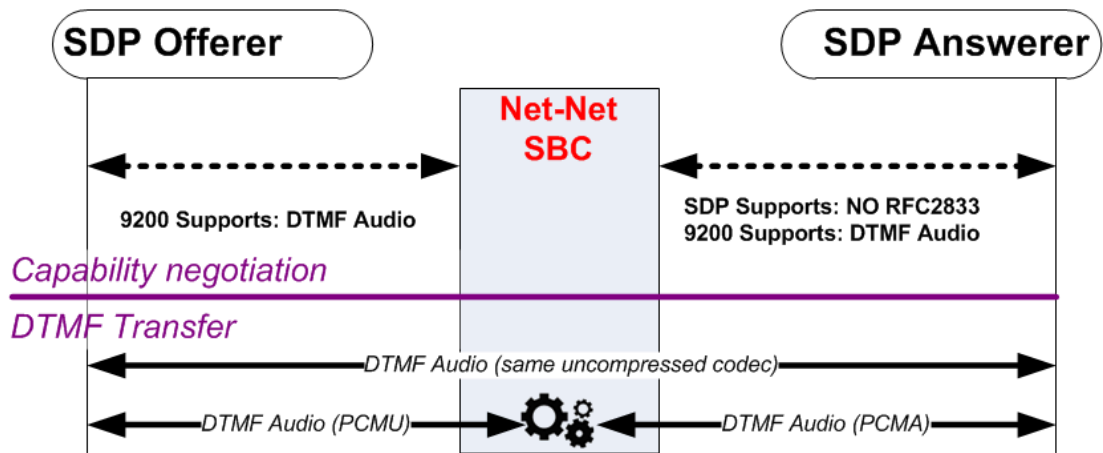 SDP Offerer
SDP Answerer
Net-Net
SBC
9200 Supports: DTMF Audio
SDP Supports: NO RFC2833
9200 Supports: DTMF Audio
Capability negotiation
DTMF Transfer
DTMF Audio (same uncompressed codec)
DTMF Audio (PCMU)
DTMF Audio (PCMA)